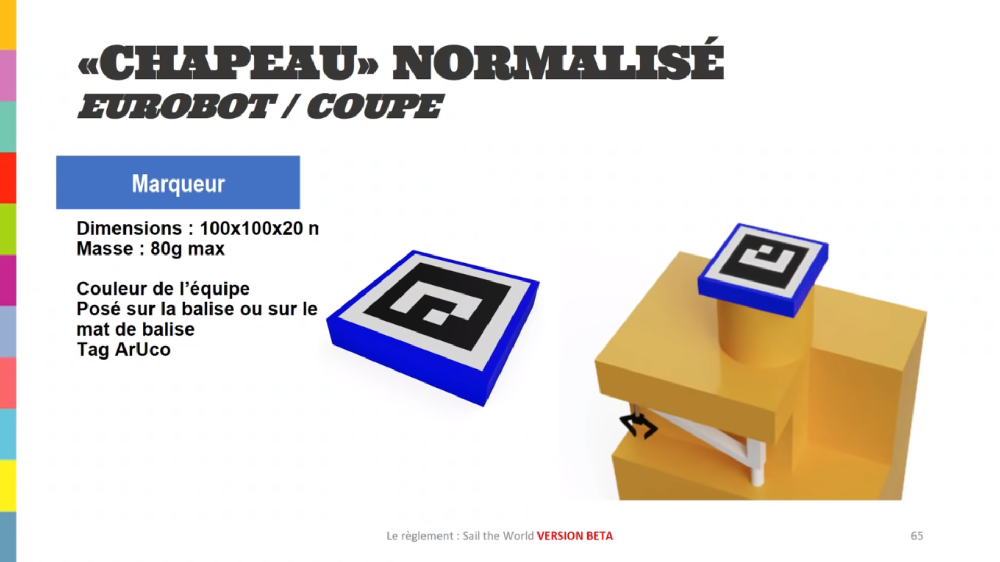 «CHAPEAU» NORMALISÉ
EUROBOT / COUPE
Marqueur
Dimensions : 100x100x20
Masse : 80g max
Couleur de l’équipe
Posé sur la balise ou sur le
mat de balise
Tag ArUco
Le règlement : Sail the World VERSION BETA
65